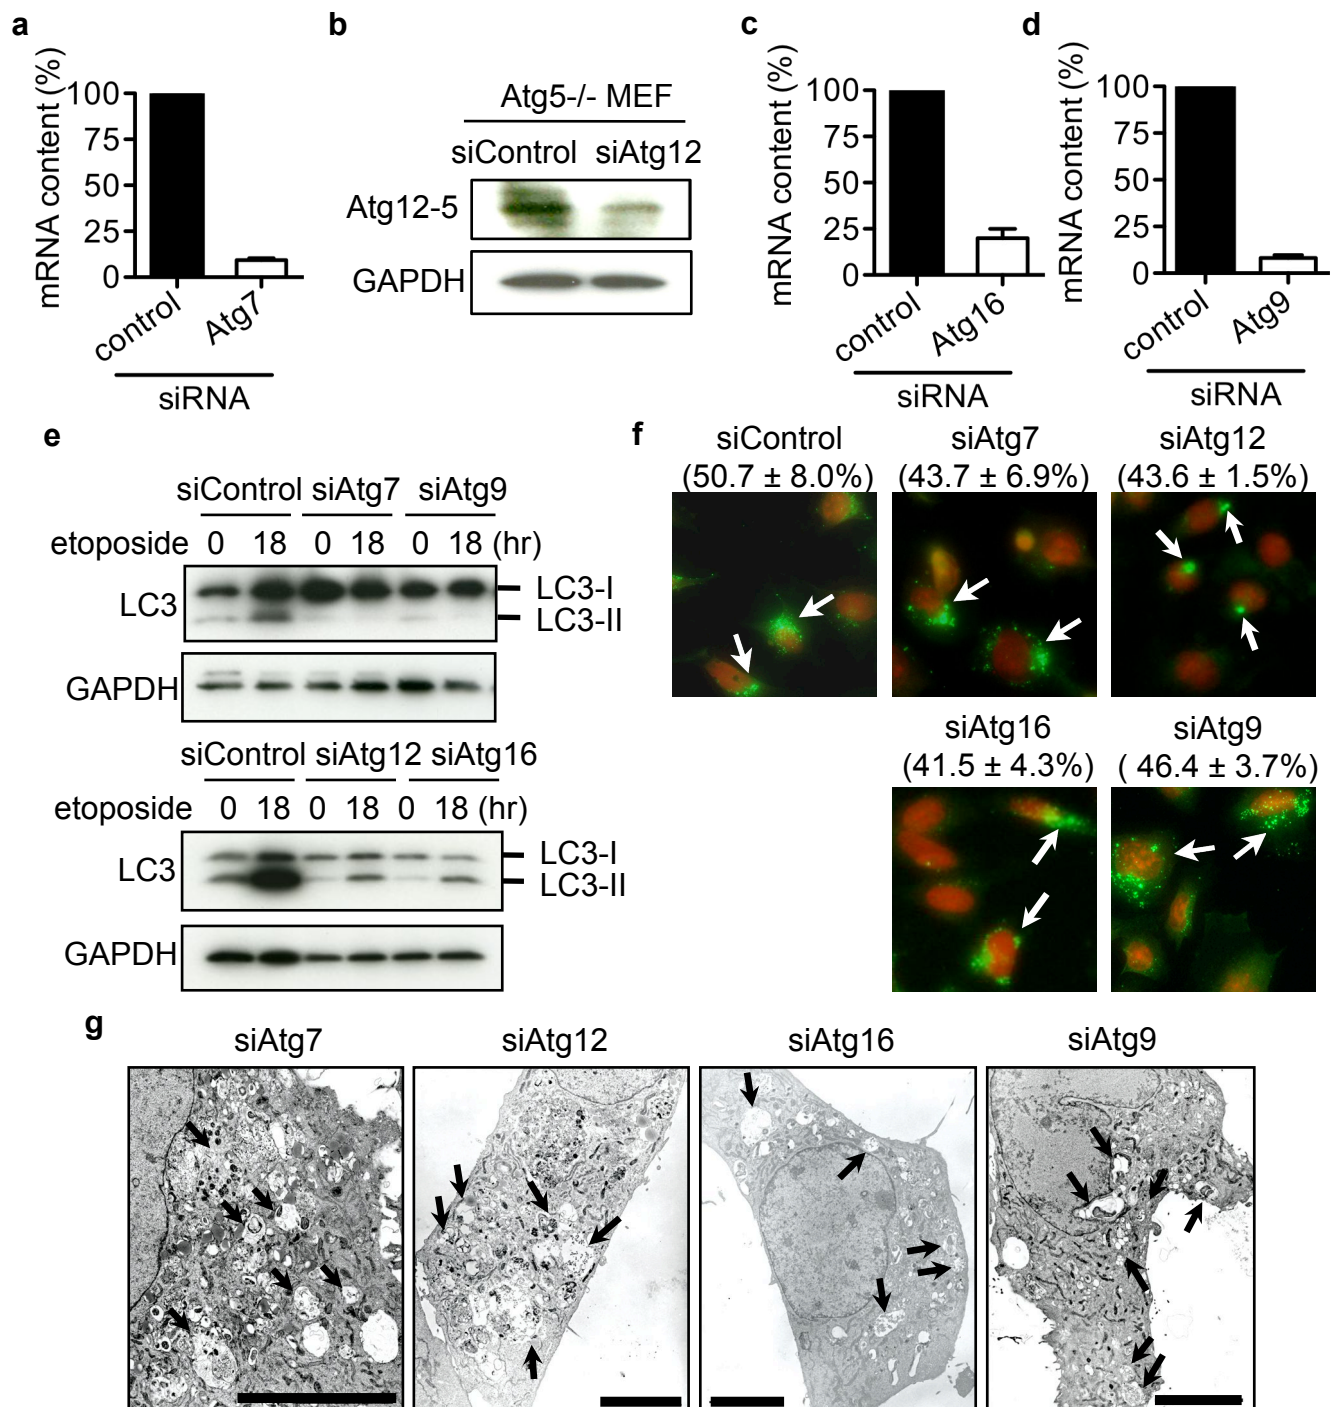 a
mRNA content (%)
100
75
50
25
0
control
Atg7
siRNA
b
Atg5-/- MEF
siControl siAtg12
Atg12-5
GAPDH
c
mRNA content (%)
100
75
50
25
0
control
Atg16
siRNA
d
mRNA content (%)
100
75
50
25
0
control
Atg9
siRNA
e
siControl siAtg7 siAtg9
etoposide 0 18 0 18 0 18 (hr)
LC3
LC3-I
LC3-II
GAPDH
siControl siAtg12 siAtg16
etoposide 0 18 0 18 0 18 (hr)
LC3
LC3-I
LC3-II
GAPDH
f
siControl
(50.7 ± 8.0%)
siAtg7
(43.7 ± 6.9%)
siAtg12
(43.6 ± 1.5%)
siAtg16
(41.5 ± 4.3%)
siAtg9
( 46.4 ± 3.7%)
g
siAtg7
siAtg12
siAtg16
siAtg9